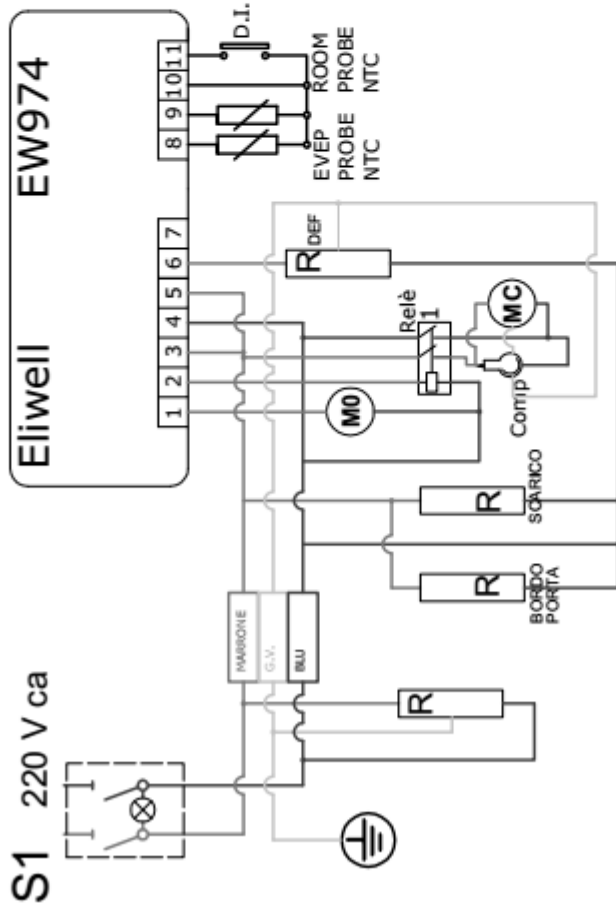 S1 220 V ca
Eliwell EW974
1 2 3 4 5 6 7 8 9 10 11
D.I.
EVEP
PROBE
NTC
ROOM
PROBE
NTC
R DEF
Relè
1
MC
M0
Comp
MARRONE
G.V.
BLU
R
SCARICO
R
BORDO
PORTA
R